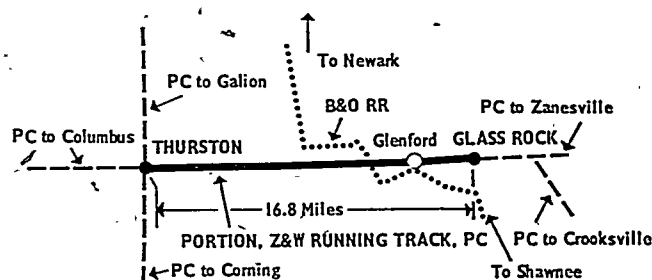 To Newark
PC to Galion
B&O RR
PC to Zanesville
PC to Columbus
THURSTON
Glenford
GLASS ROCK
16.8 Miles
PORTION, Z&W RUNNING TRACK, PC
PC to Crooksville
PC to Corning
To Shawnee